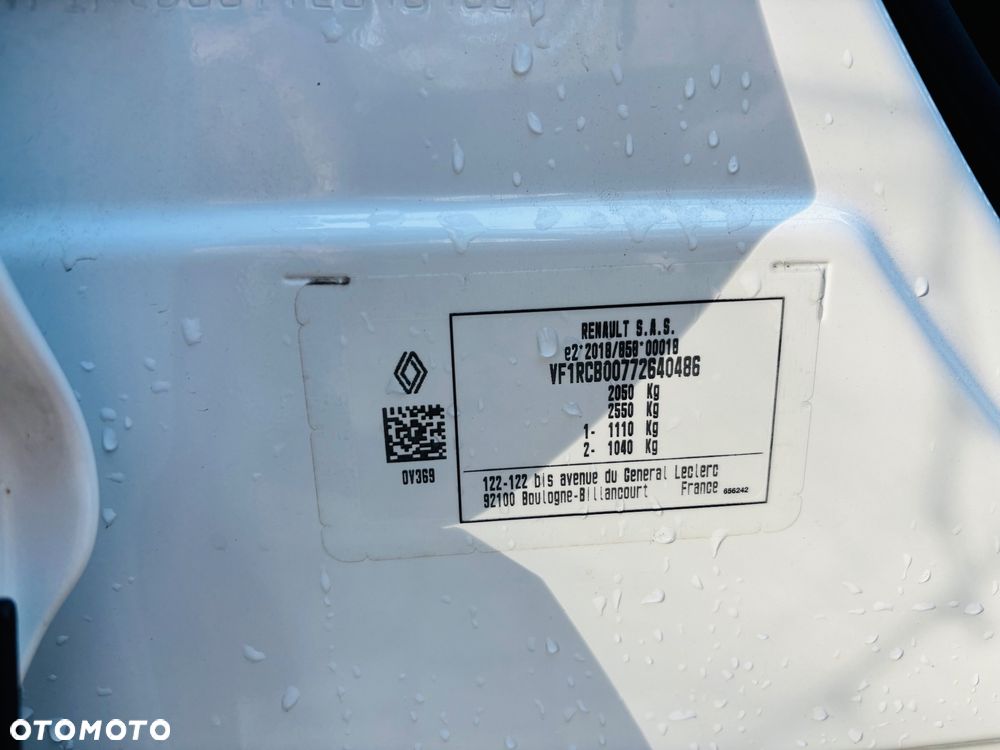 RENAULT S.A.S.
e2*2018/858*00018
VF1RCB00772640486
2050 Kg
2550 Kg
1- 1110 Kg
2- 1040 Kg
0V369
122-122 bis avenue du General Leclerc
92100 Boulogne-Billancourt France 656242
OTOMOTO